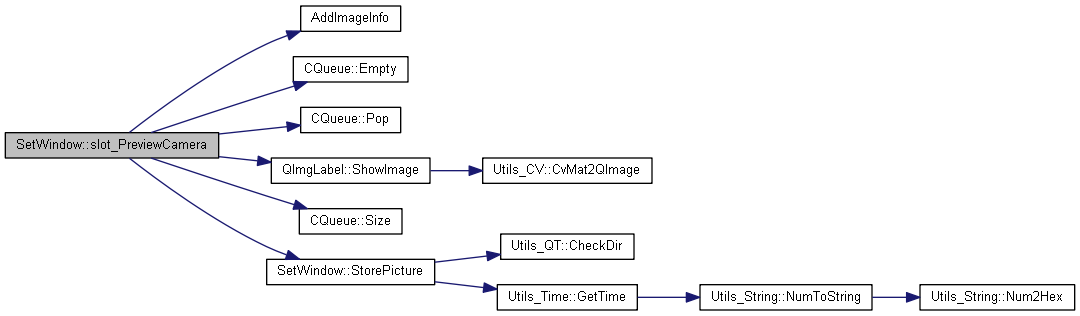 AddImageInfo
CQueue::Empty
CQueue::Pop
SetWindow::slot_PreviewCamera
QImgLabel::ShowImage
Utils_CV::CvMat2QImage
CQueue::Size
Utils_QT::CheckDir
SetWindow::StorePicture
Utils_Time::GetTime
Utils_String::NumToString
Utils_String::Num2Hex